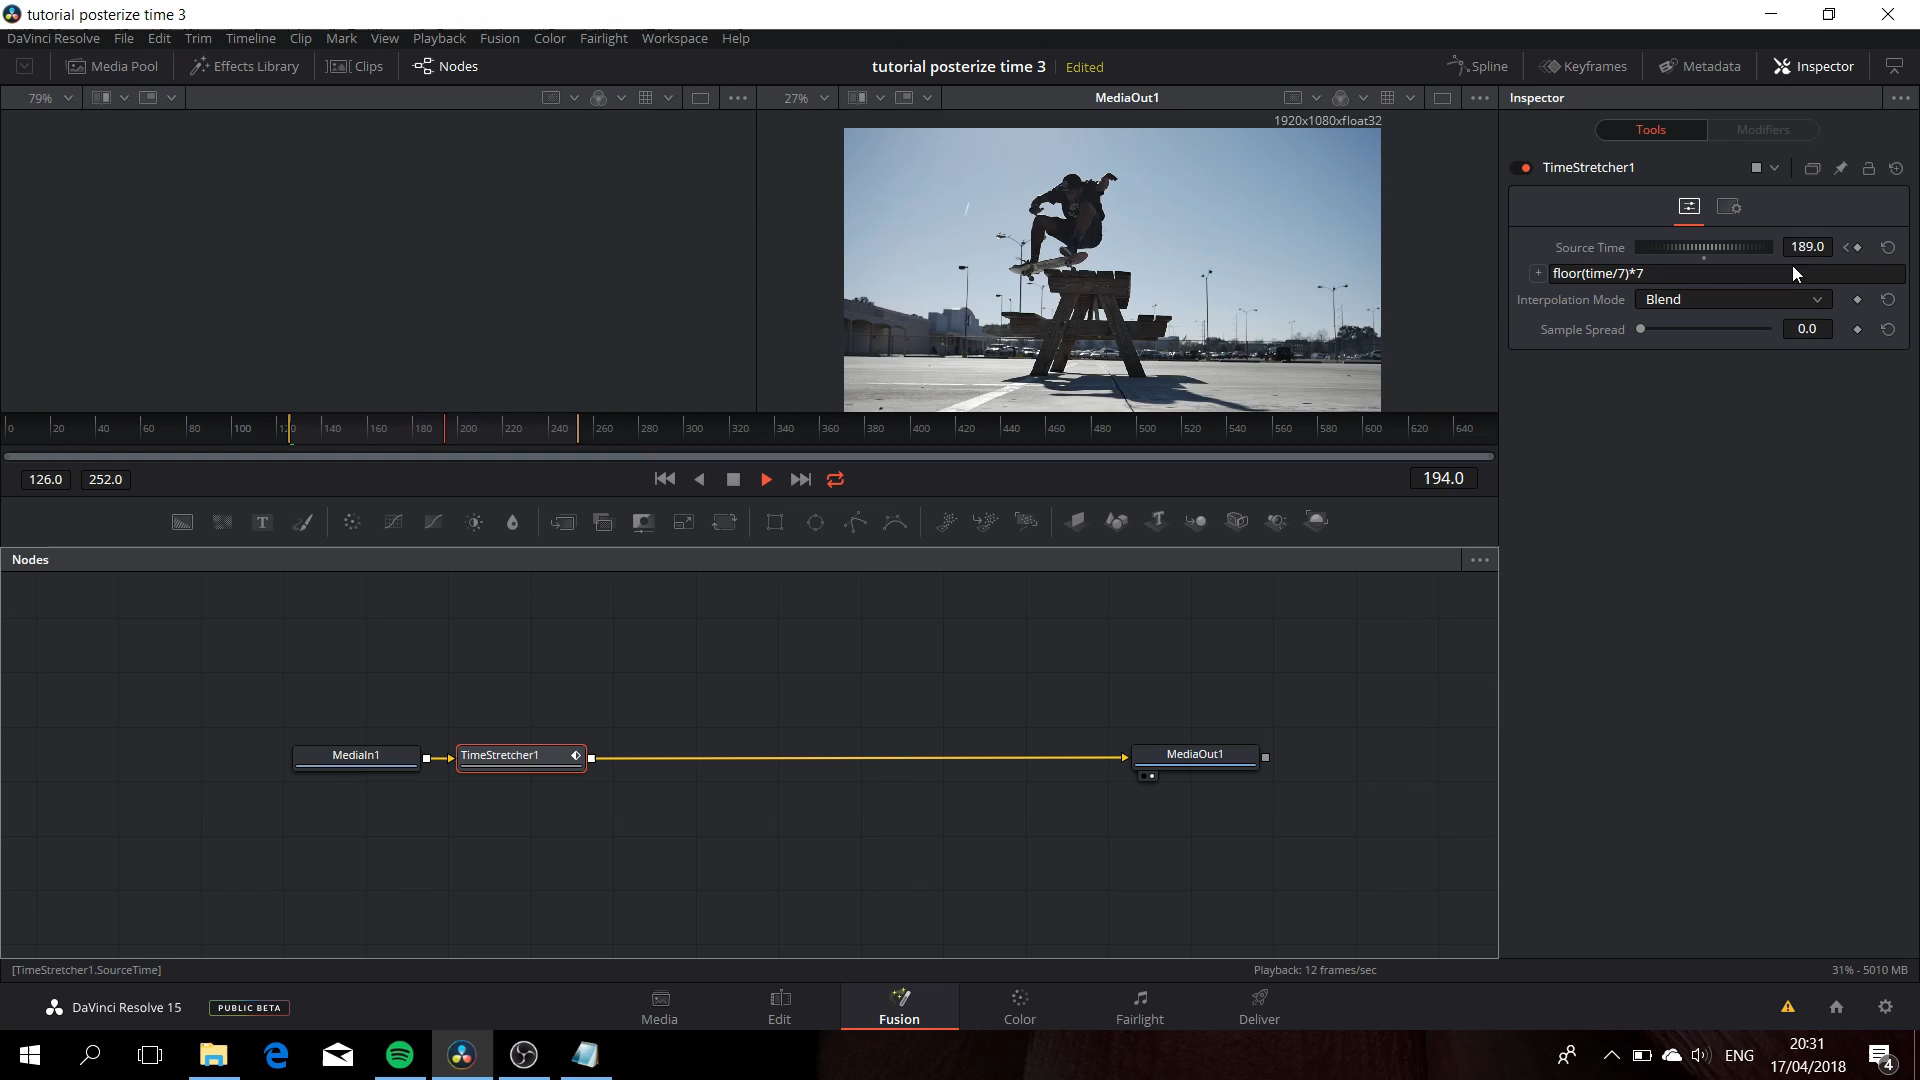 tutorial posterize time 3
DaVinci Resolve File Edit Trim Timeline Clip Mark View Playback Fusion Color Fairlight Workspace Help
Media Pool Effects Library Clips Nodes tutorial posterize time 3 Edited Spline Keyframes Metadata Inspector
79% 27% MediaOut1 Inspector
1920x1080xfloat32
Tools Modifiers
TimeStretcher1
Source Time 189.0
floor(time/7)*7
Interpolation Mode Blend
Sample Spread 0.0
0 20 40 60 80 100 120 140 160 180 200 220 240 260 280 300 320 340 360 380 400 420 440 460 480 500 520 540 560 580 600 620 640
126.0 252.0 194.0
Nodes
MediaIn1 TimeStretcher1 MediaOut1
[TimeStretcher1.SourceTime] Playback: 12 frames/sec 31% - 5010 MB
DaVinci Resolve 15 PUBLIC BETA Media Edit Fusion Color Fairlight Deliver
ENG 20:31
17/04/2018 4